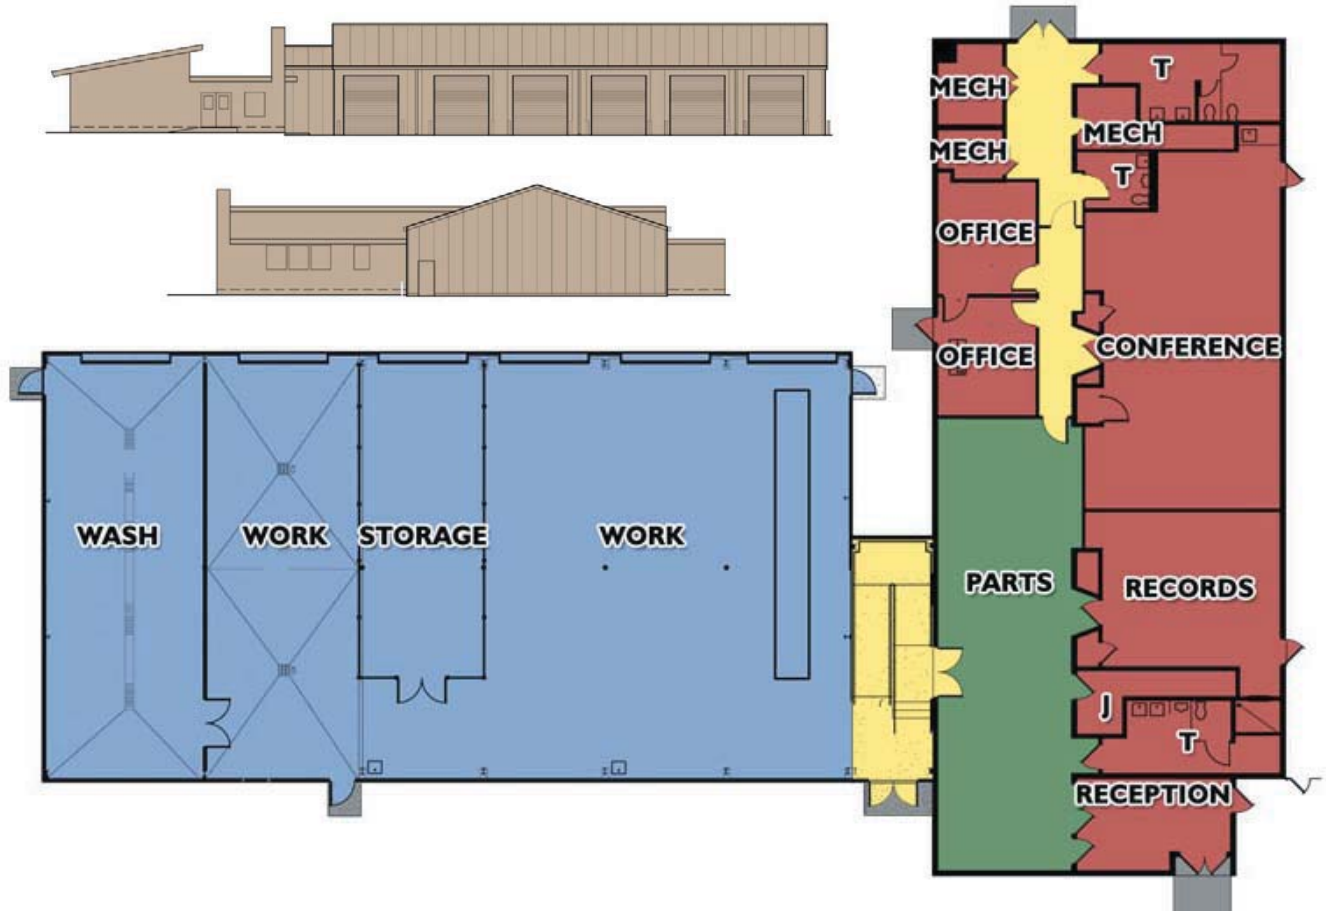 MECH
T
MECH
MECH
T
OFFICE
OFFICE
CONFERENCE
WASH
WORK
STORAGE
WORK
PARTS
RECORDS
J
T
RECEPTION